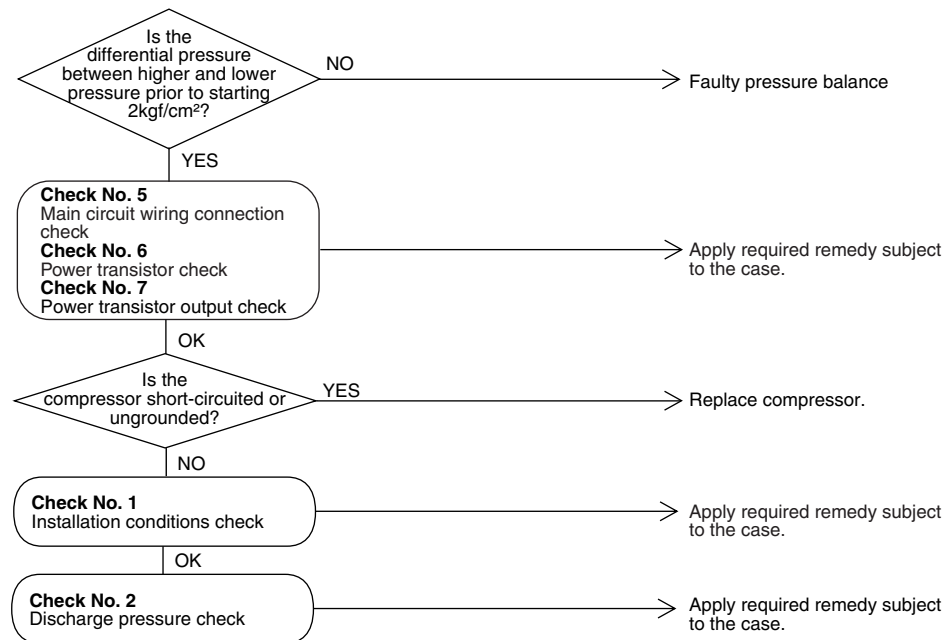 Is the
differential pressure
between higher and lower
pressure prior to starting
2kgf/cm²?
NO
Faulty pressure balance
YES
Check No. 5
Main circuit wiring connection
check
Check No. 6
Power transistor check
Check No. 7
Power transistor output check
Apply required remedy subject
to the case.
OK
Is the
compressor short-circuited or
ungrounded?
YES
Replace compressor.
NO
Check No. 1
Installation conditions check
Apply required remedy subject
to the case.
OK
Check No. 2
Discharge pressure check
Apply required remedy subject
to the case.